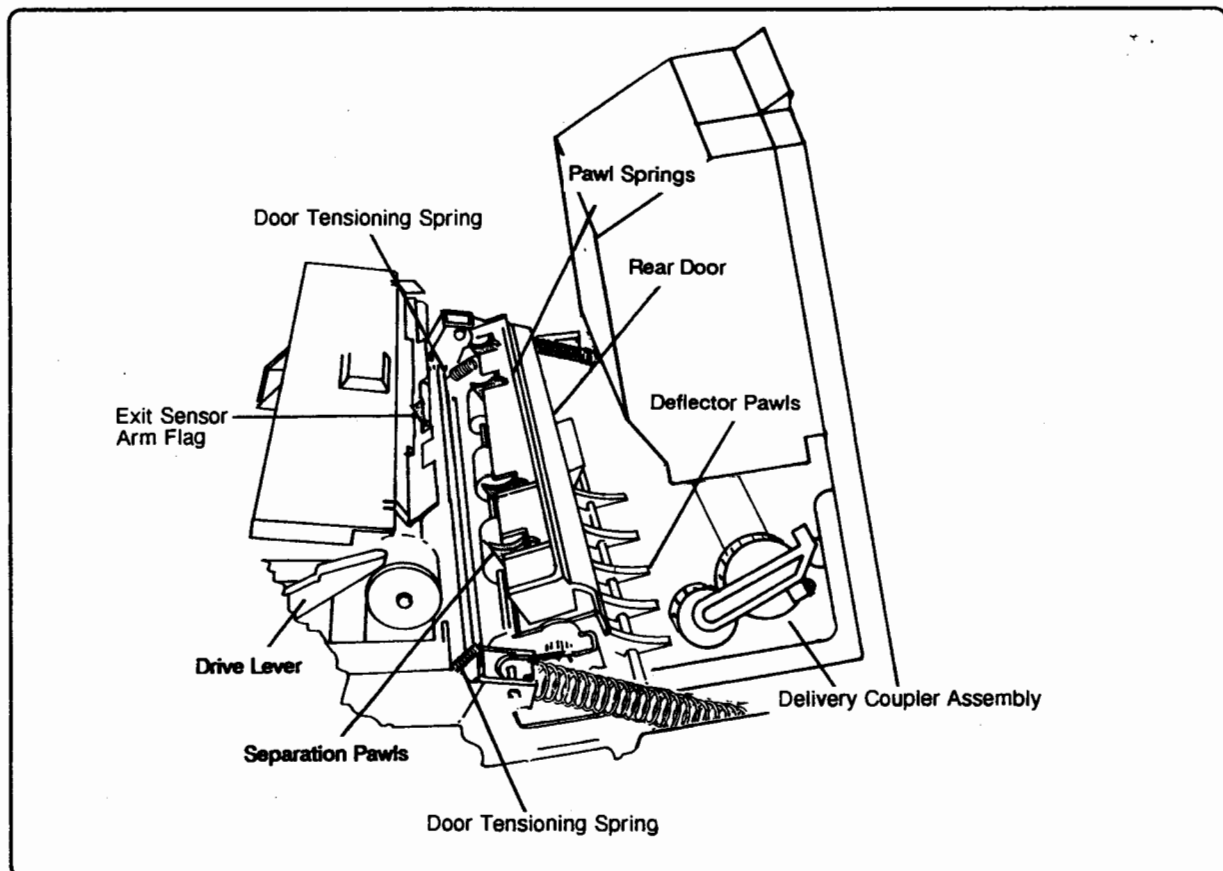 Pawl Springs
Door Tensioning Spring
Rear Door
Deflector Pawls
Exit Sensor
Arm Flag
Drive Lever
Delivery Coupler Assembly
Separation Pawls
Door Tensioning Spring